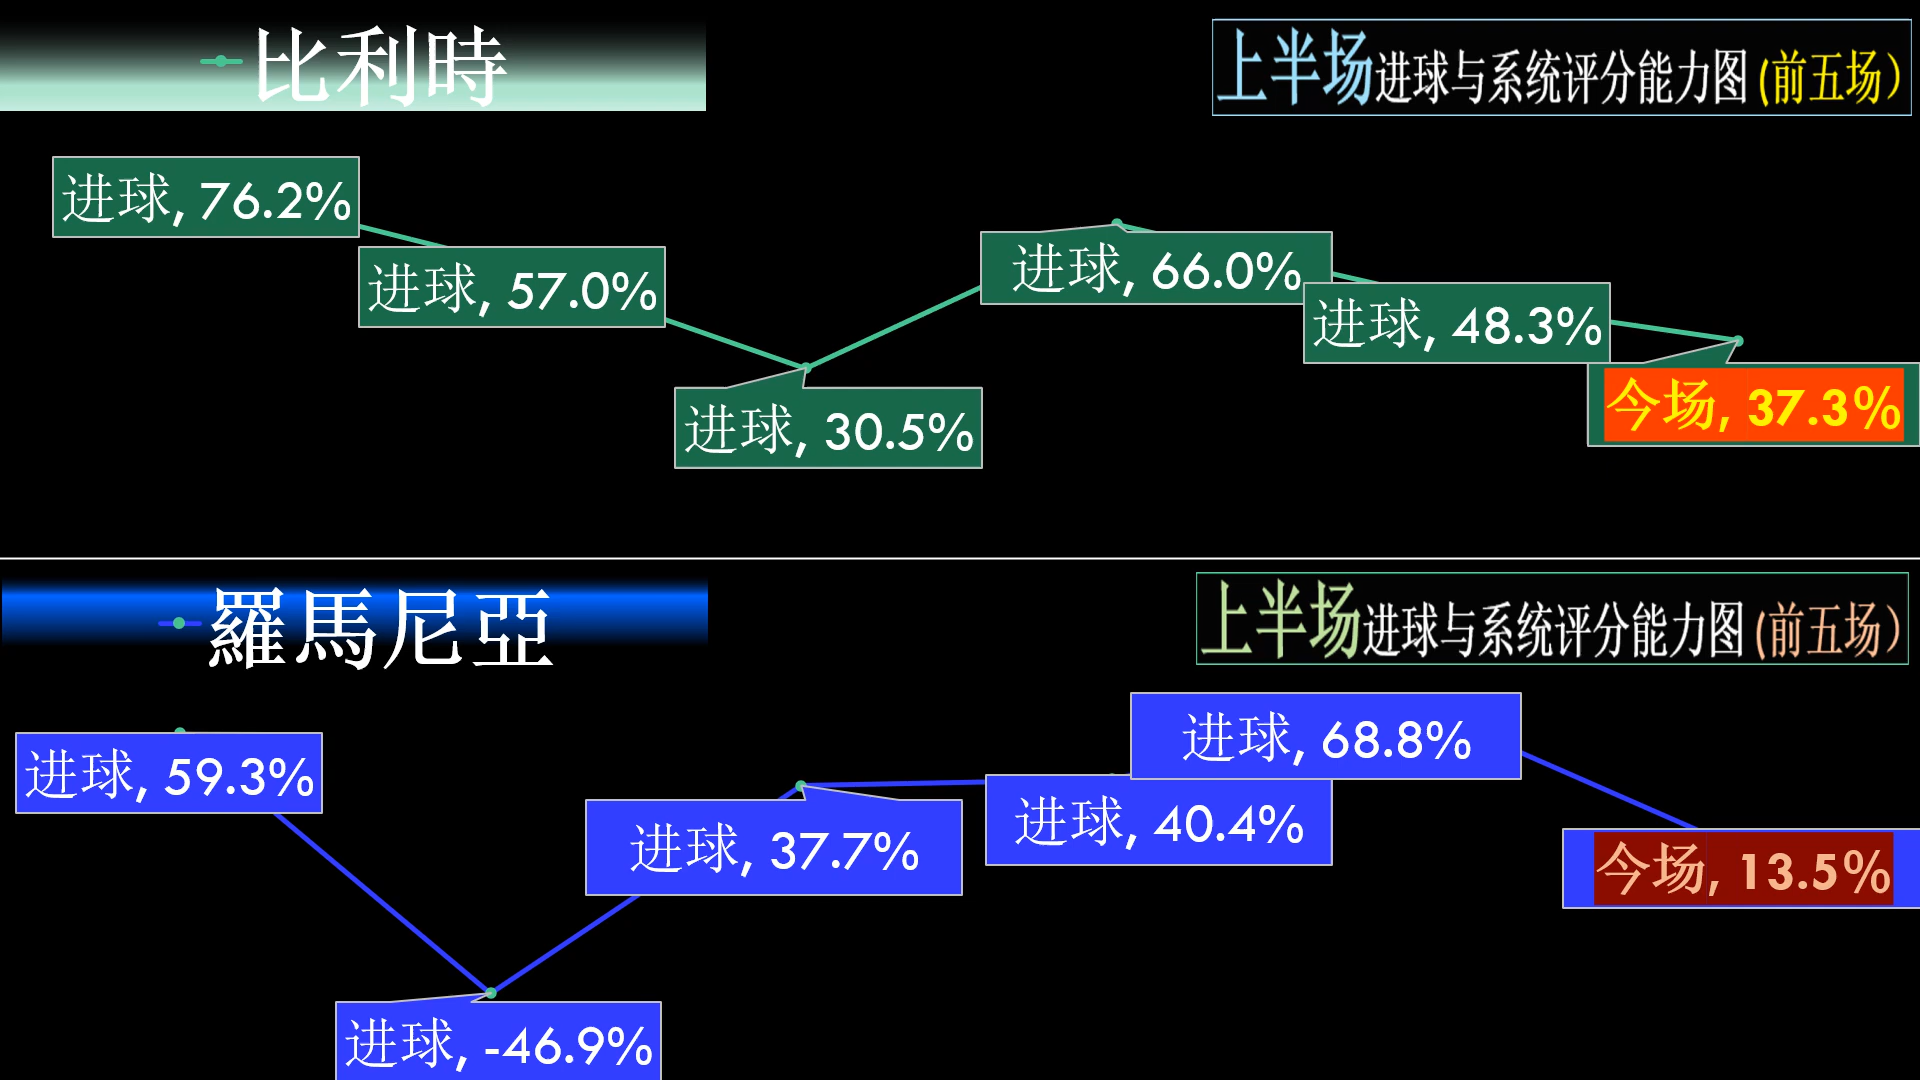 比利時
上半场进球与系统评分能力图 (前五场）
进球, 76.2%
进球, 57.0%
进球, 30.5%
进球, 66.0%
进球, 48.3%
今场, 37.3%
羅馬尼亞
上半场进球与系统评分能力图 (前五场）
进球, 59.3%
进球, -46.9%
进球, 37.7%
进球, 40.4%
进球, 68.8%
今场, 13.5%